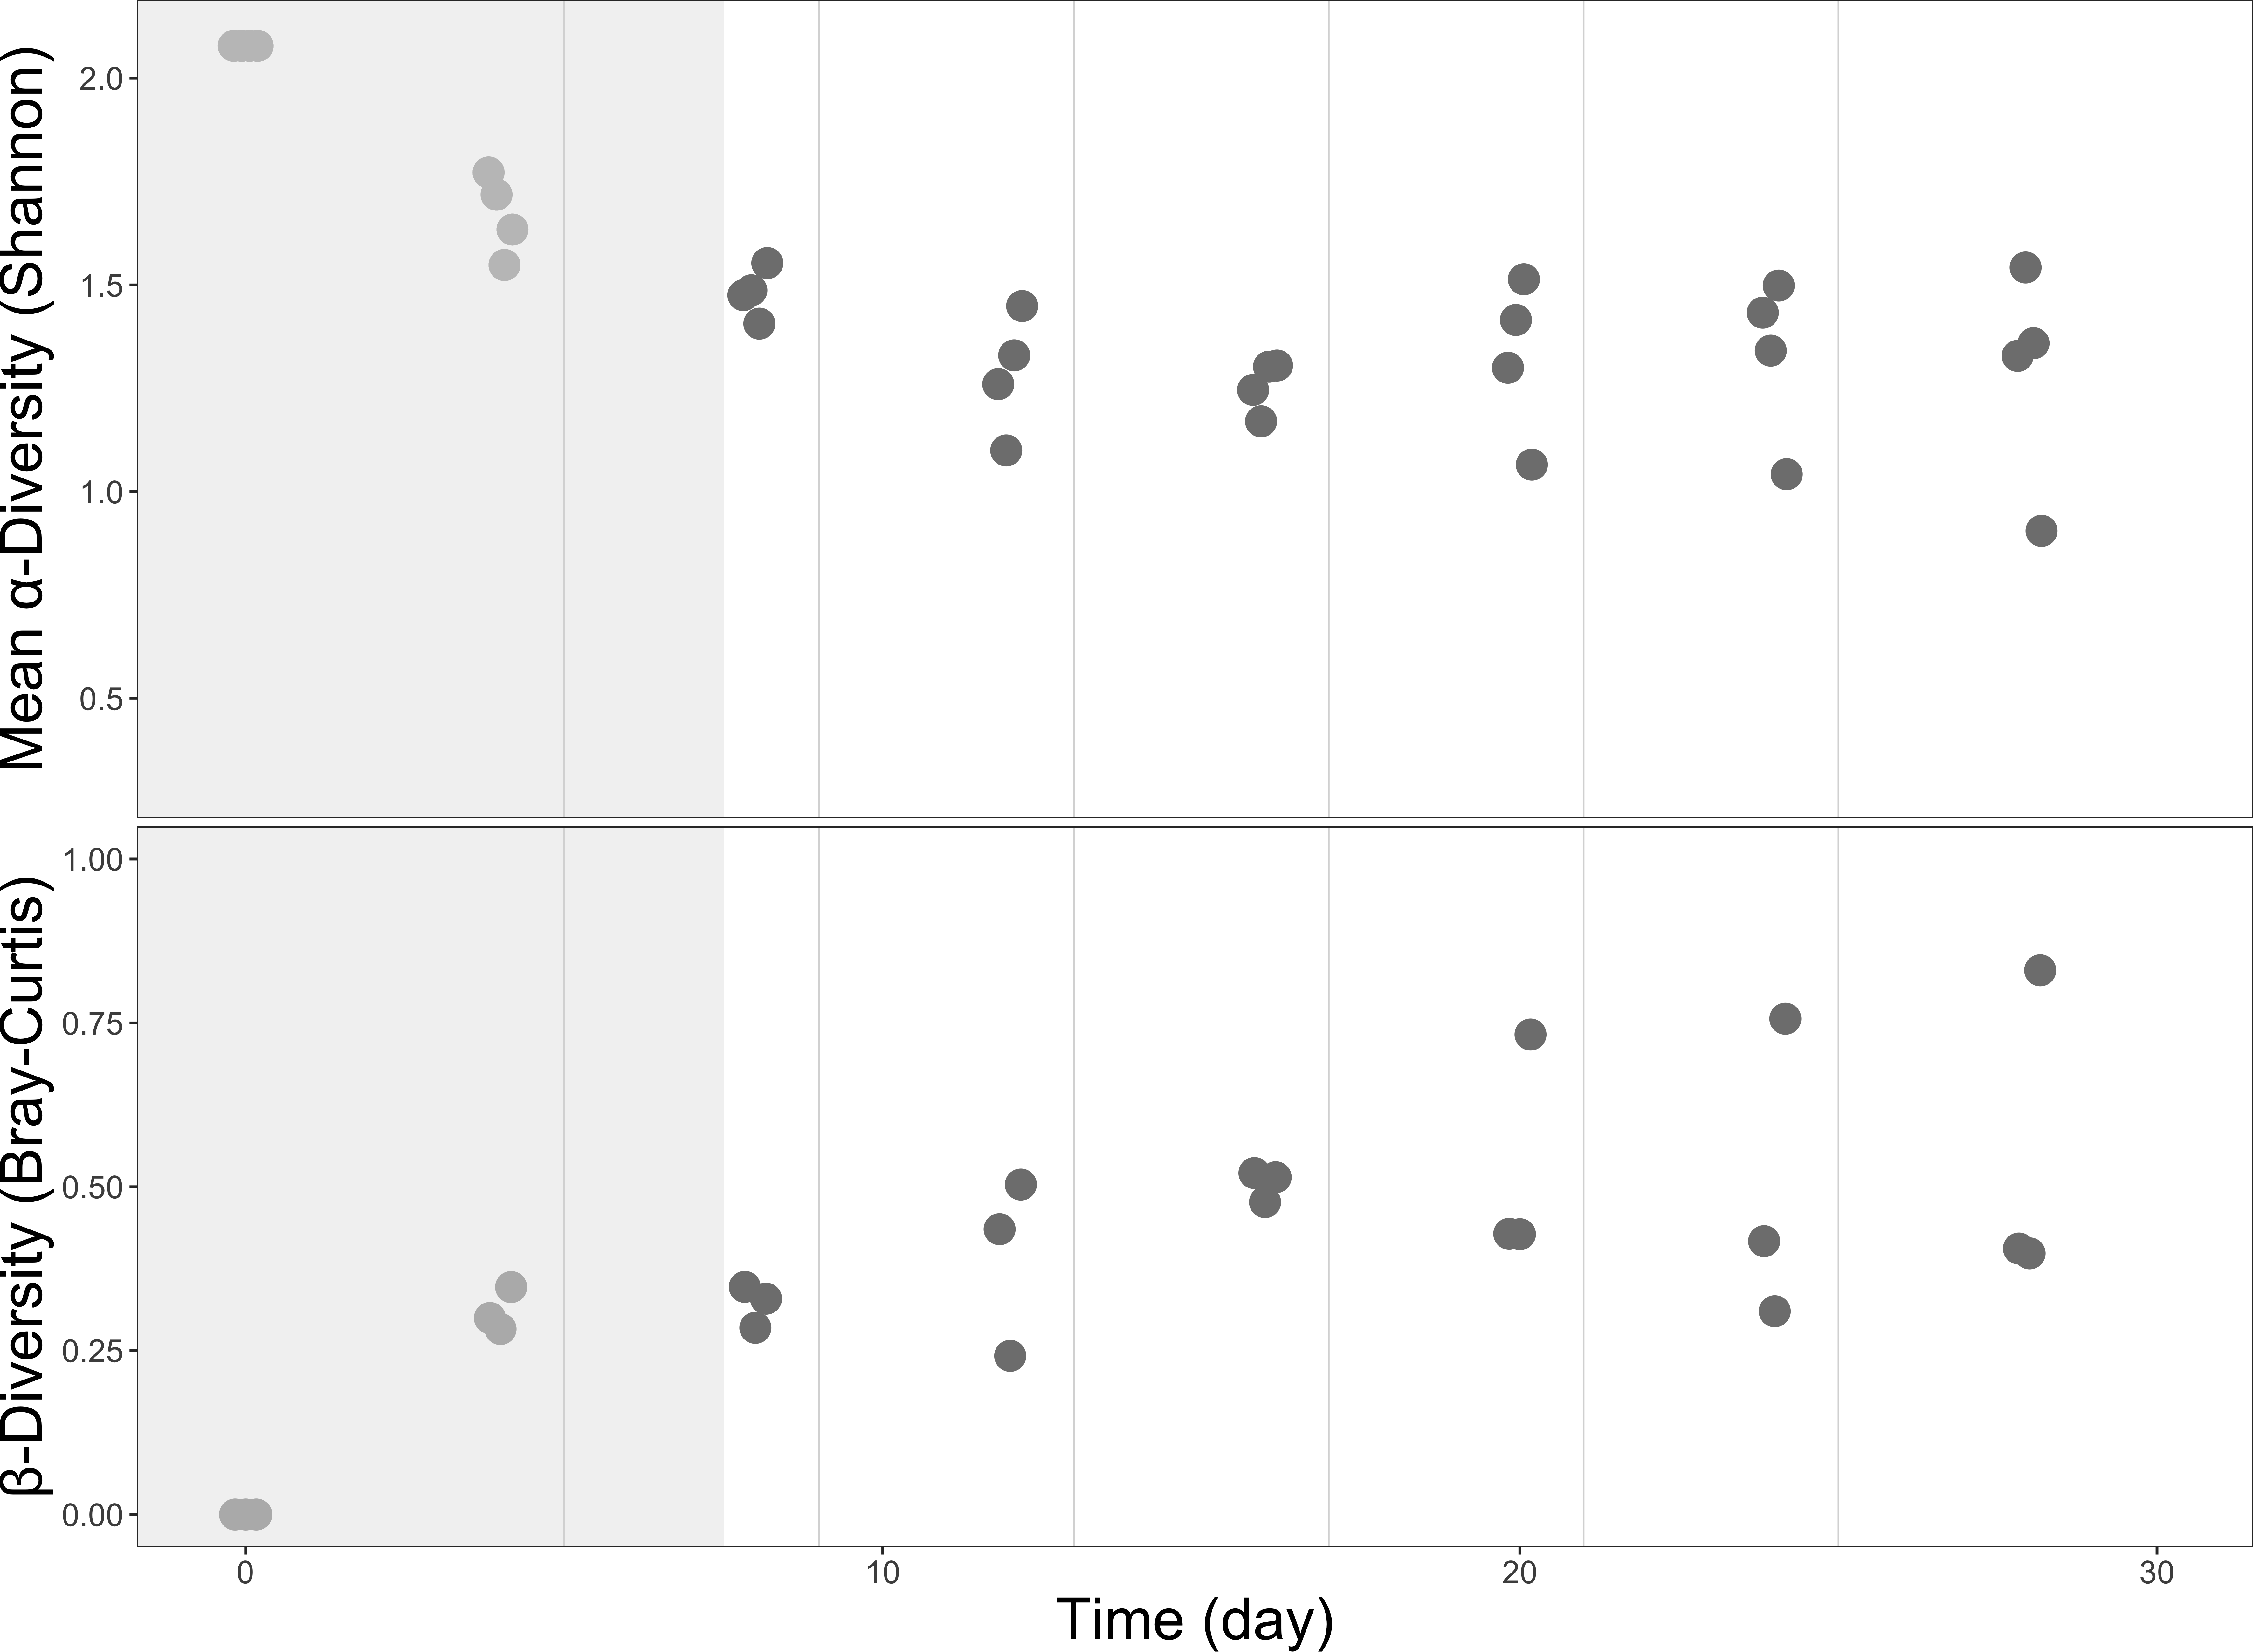 Mean α-Diversity (Shannon)
2.0
1.5
1.0
0.5
β-Diversity (Bray-Curtis)
1.00
0.75
0.50
0.25
0.00
0 10 20 30
Time (day)